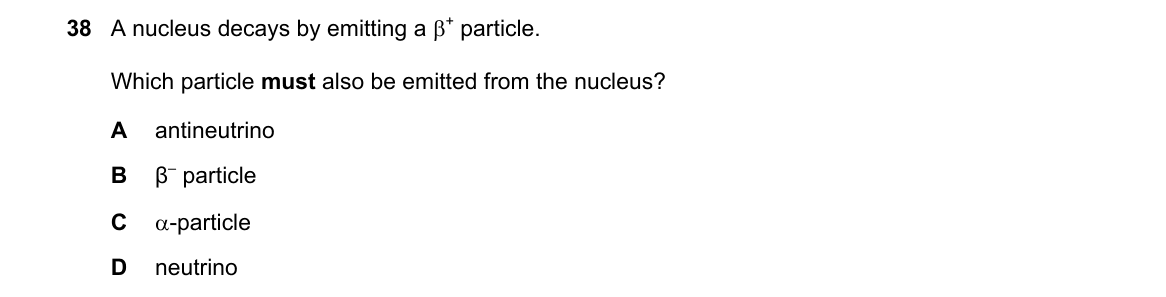 38 A nucleus decays by emitting a β⁺ particle.
Which particle must also be emitted from the nucleus?
A antineutrino
B β⁻ particle
C α-particle
D neutrino